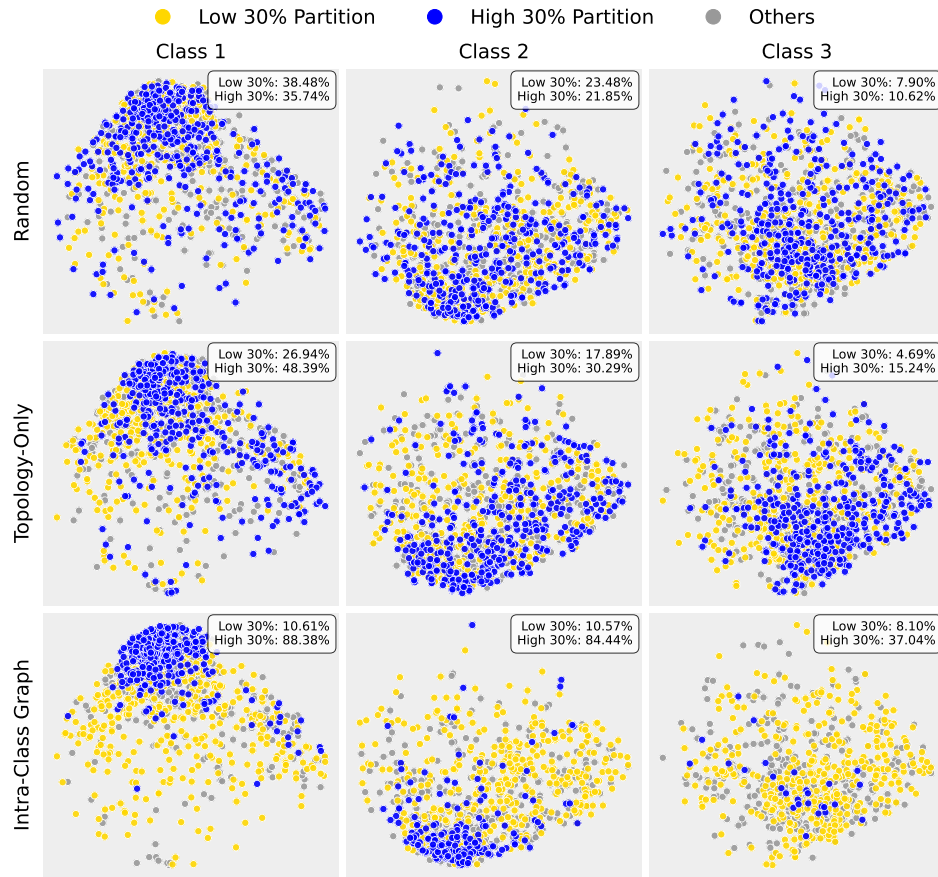 Low 30% Partition High 30% Partition Others
Class 1 Class 2 Class 3
Random
Low 30%: 38.48%
High 30%: 35.74%
Low 30%: 23.48%
High 30%: 21.85%
Low 30%: 7.90%
High 30%: 10.62%
Topology-Only
Low 30%: 26.94%
High 30%: 48.39%
Low 30%: 17.89%
High 30%: 30.29%
Low 30%: 4.69%
High 30%: 15.24%
Intra-Class Graph
Low 30%: 10.61%
High 30%: 88.38%
Low 30%: 10.57%
High 30%: 84.44%
Low 30%: 8.10%
High 30%: 37.04%